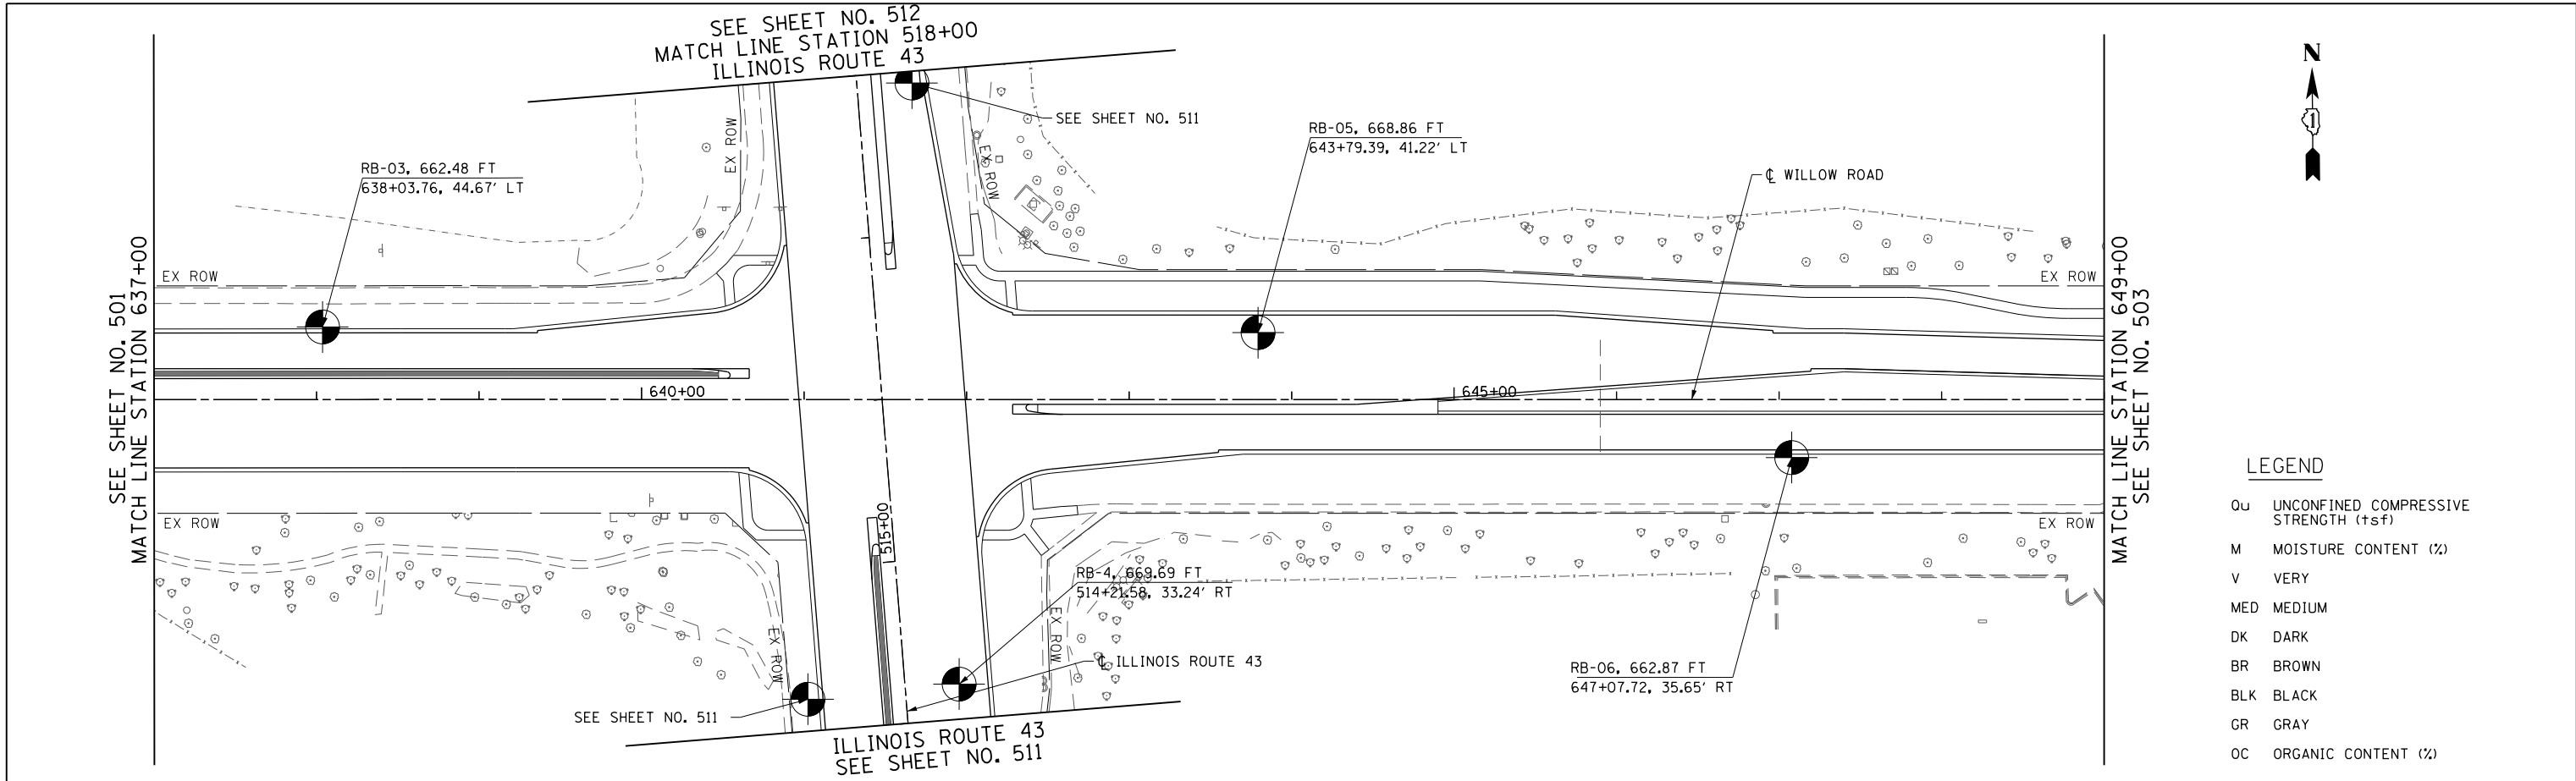 SEE SHEET NO. 512
MATCH LINE STATION 518+00
ILLINOIS ROUTE 43
N
1
SEE SHEET NO. 511
EX ROW
EX ROW
RB-05, 668.86 FT
643+79.39, 41.22' LT
RB-03, 662.48 FT
638+03.76, 44.67' LT
℄ WILLOW ROAD
EX ROW
EX ROW
SEE SHEET NO. 501
MATCH LINE STATION 637+00
MATCH LINE STATION 649+00
SEE SHEET NO. 503
640+00
645+00
515+00
EX ROW
EX ROW
RB-4, 669.69 FT
514+21.58, 33.24' RT
EX ROW
EX ROW
℄ ILLINOIS ROUTE 43
RB-06, 662.87 FT
647+07.72, 35.65' RT
SEE SHEET NO. 511
ILLINOIS ROUTE 43
SEE SHEET NO. 511
LEGEND
Qu UNCONFINED COMPRESSIVE
STRENGTH (tsf)
M MOISTURE CONTENT (%)
V VERY
MED MEDIUM
DK DARK
BR BROWN
BLK BLACK
GR GRAY
OC ORGANIC CONTENT (%)